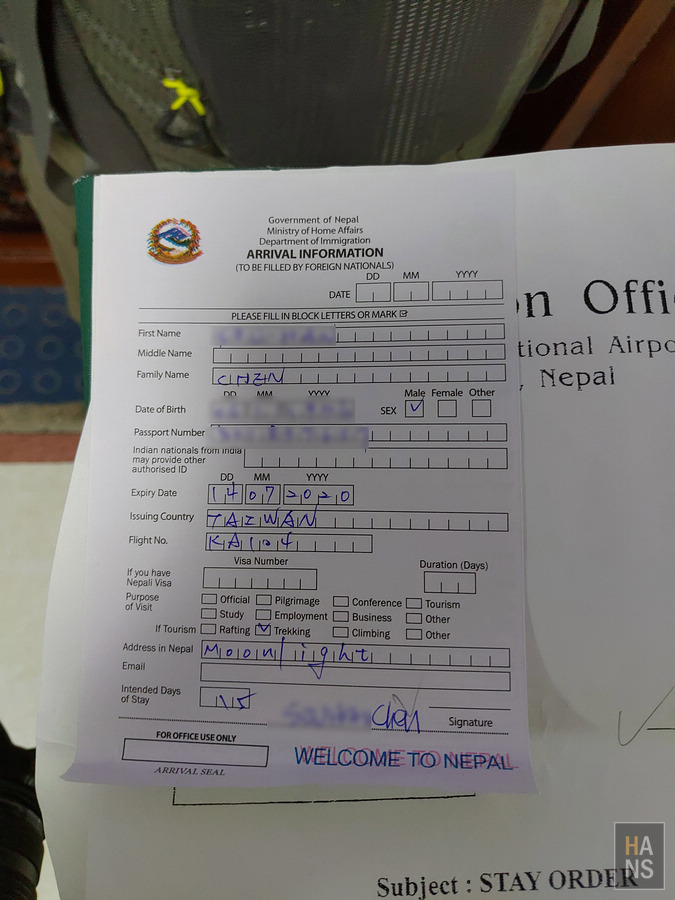 Government of Nepal
Ministry of Home Affairs
Department of Immigration
ARRIVAL INFORMATION
(TO BE FILLED BY FOREIGN NATIONALS)
DD MM YYYY
DATE
PLEASE FILL IN BLOCK LETTERS OR MARK ☑
First Name
Middle Name
Family Name CHEN
DD MM YYYY
Male Female Other
Date of Birth SEX
Passport Number
Indian nationals from India
may provide other
authorised ID
DD MM YYYY
Expiry Date 14 07 2020
Issuing Country TAIWAN
Flight No. KA104
Visa Number
Duration (Days)
If you have
Nepali Visa
Purpose
of Visit
Official Pilgrimage Conference Tourism
Study Employment Business Other
If Tourism Rafting Trekking Climbing Other
Address in Nepal Moonlight
Email
Intended Days
of Stay
Chen
Signature
FOR OFFICE USE ONLY
ARRIVAL SEAL
WELCOME TO NEPAL
n Offi
tional Airpo
, Nepal
Subject : STAY ORDER
HANS